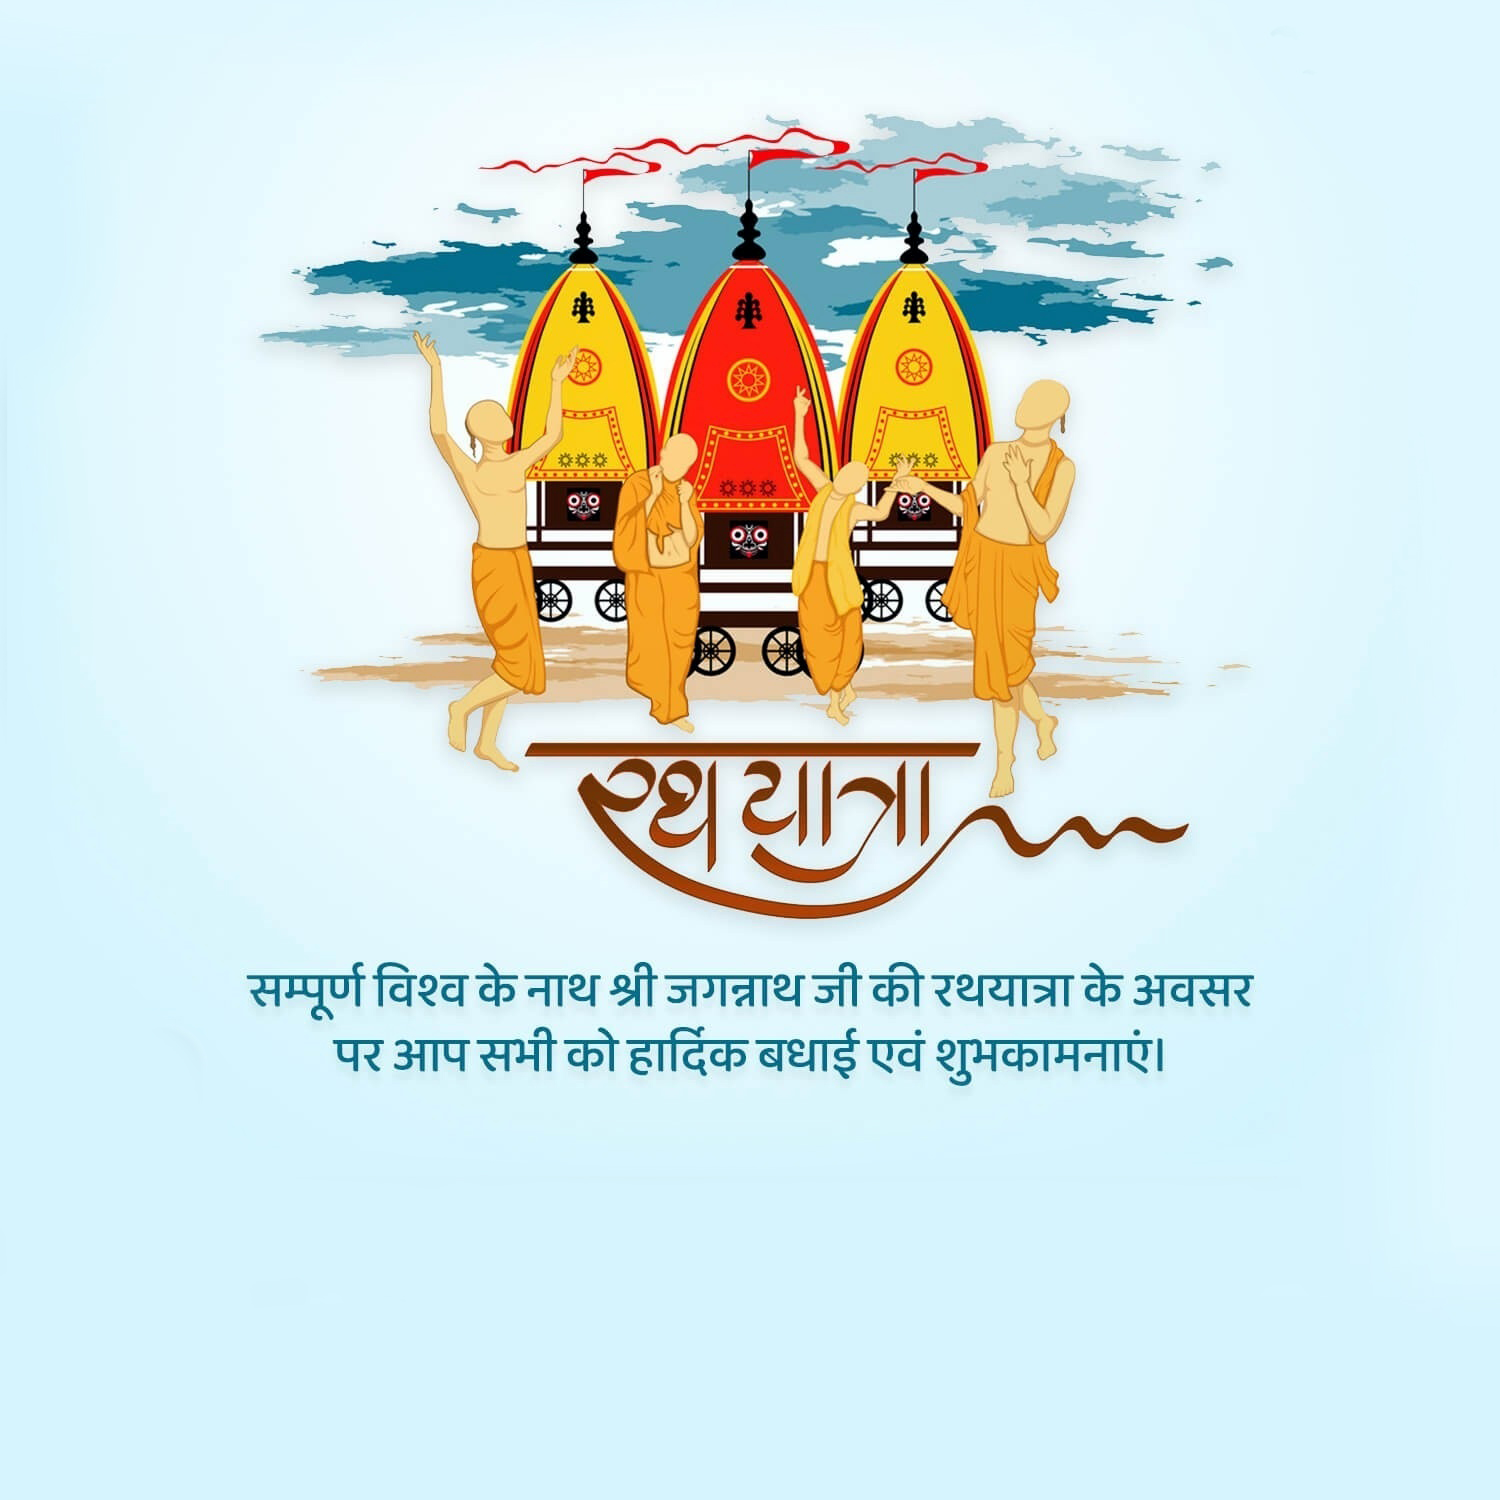 रथ यात्रा
सम्पूर्ण विश्व के नाथ श्री जगन्नाथ जी की रथयात्रा के अवसर
पर आप सभी को हार्दिक बधाई एवं शुभकामनाएं।